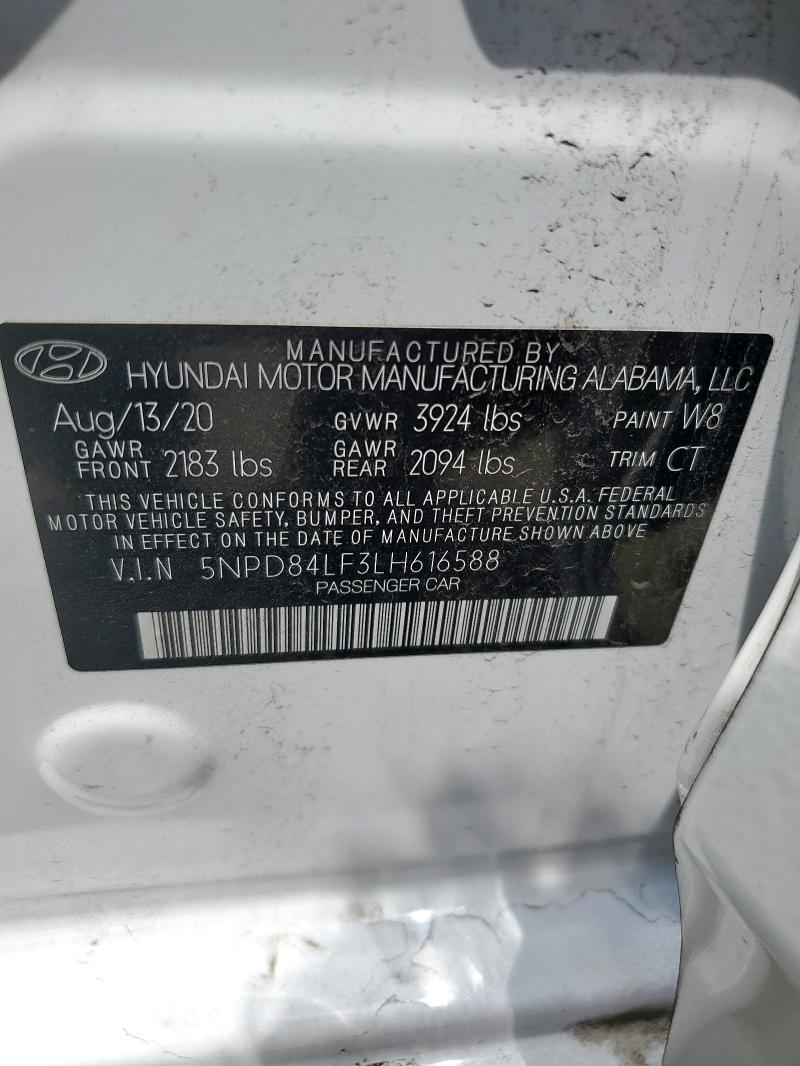 MANUFACTURED BY
HYUNDAI MOTOR MANUFACTURING ALABAMA, LLC
Aug/13/20 GVWR 3924 lbs PAINT W8
GAWR FRONT 2183 lbs GAWR REAR 2094 lbs TRIM CT
THIS VEHICLE CONFORMS TO ALL APPLICABLE U.S.A. FEDERAL
MOTOR VEHICLE SAFETY, BUMPER, AND THEFT PREVENTION STANDARDS
IN EFFECT ON THE DATE OF MANUFACTURE SHOWN ABOVE
V.I.N 5NPD84LF3LH616588
PASSENGER CAR